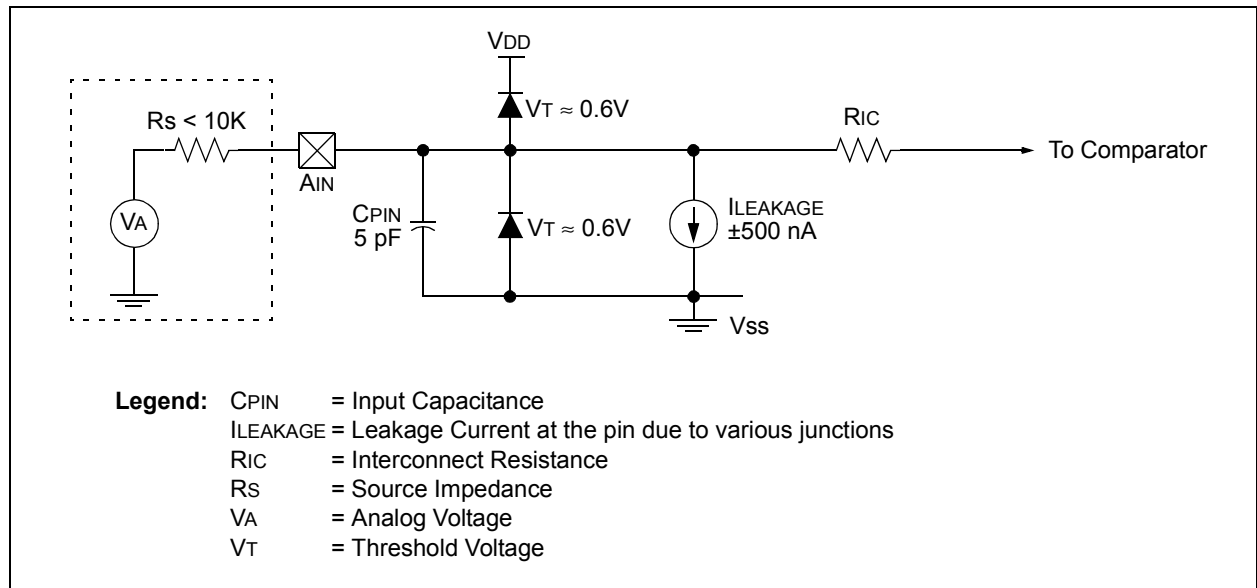 VDD
Rs < 10K
VT ≈ 0.6V
RIC
AIN
To Comparator
VA
CPIN
5 pF
VT ≈ 0.6V
ILEAKAGE
±500 nA
Vss
Legend: CPIN = Input Capacitance
ILEAKAGE = Leakage Current at the pin due to various junctions
RIC = Interconnect Resistance
RS = Source Impedance
VA = Analog Voltage
VT = Threshold Voltage